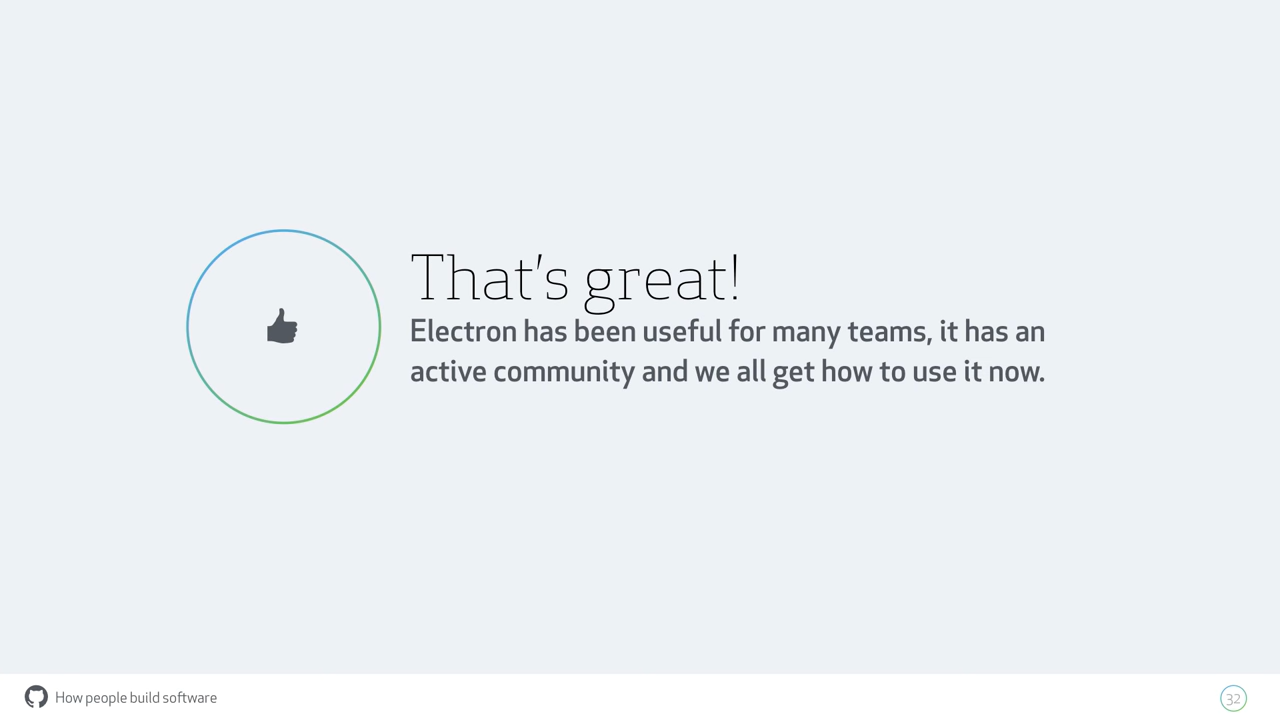 That's great!
Electron has been useful for many teams, it has an
active community and we all get how to use it now.
How people build software
32